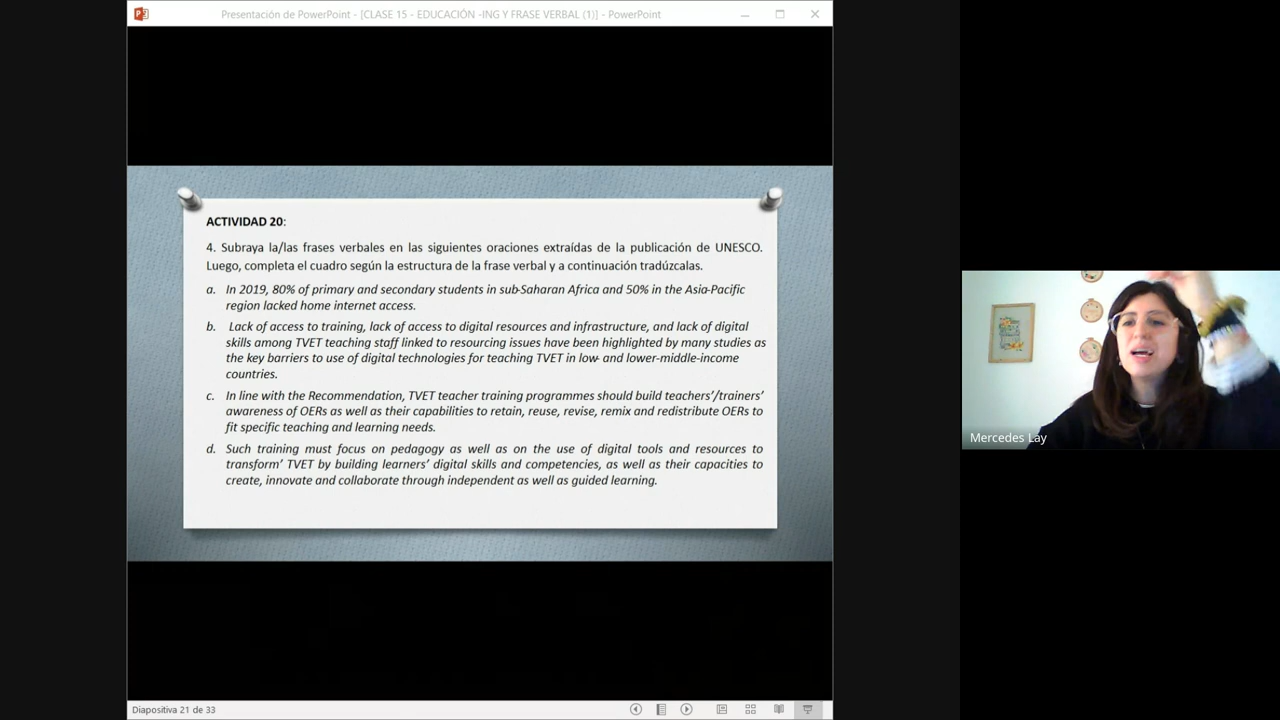 Presentación de PowerPoint - [CLASE 15 - EDUCACIÓN -ING Y FRASE VERBAL (1)] - PowerPoint
ACTIVIDAD 20:
4. Subraya la/las frases verbales en las siguientes oraciones extraídas de la publicación de UNESCO.
Luego, completa el cuadro según la estructura de la frase verbal y a continuación tradúzcalas.
a. In 2019, 80% of primary and secondary students in sub-Saharan Africa and 50% in the Asia-Pacific
region lacked home internet access.
b. Lack of access to training, lack of access to digital resources and infrastructure, and lack of digital
skills among TVET teaching staff linked to resourcing issues have been highlighted by many studies as
the key barriers to use of digital technologies for teaching TVET in low- and lower-middle-income
countries.
c. In line with the Recommendation, TVET teacher training programmes should build teachers’/trainers’
awareness of OERs as well as their capabilities to retain, reuse, revise, remix and redistribute OERs to
fit specific teaching and learning needs.
d. Such training must focus on pedagogy as well as on the use of digital tools and resources to
transform’ TVET by building learners’ digital skills and competencies, as well as their capacities to
create, innovate and collaborate through independent as well as guided learning.
Mercedes Lay
Diapositiva 21 de 33